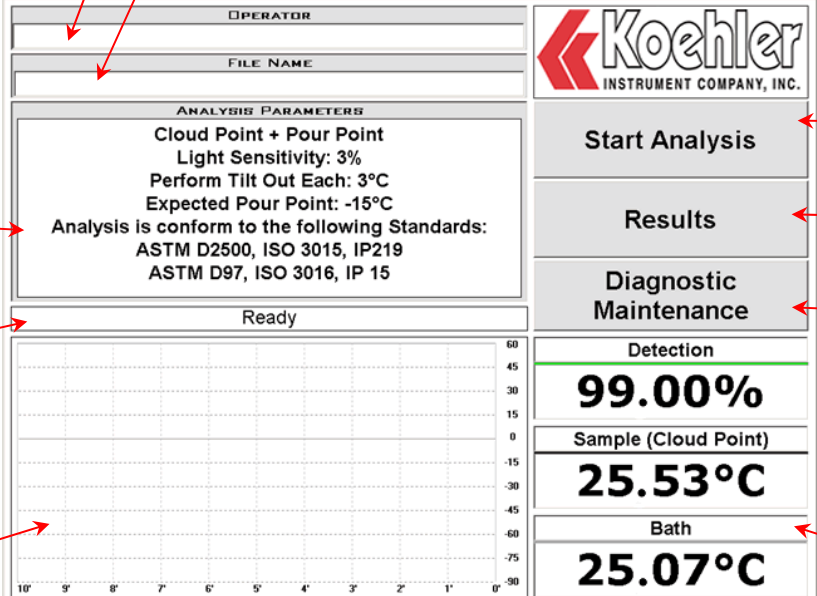 OPERATOR
FILE NAME
ANALYSIS PARAMETERS
Cloud Point + Pour Point
Light Sensitivity: 3%
Perform Tilt Out Each: 3ºC
Expected Pour Point: -15ºC
Analysis is conform to the following Standards:
ASTM D2500, ISO 3015, IP219
ASTM D97, ISO 3016, IP 15
Ready
60
45
30
15
0
-15
-30
-45
-60
-75
-90
10' 9' 8' 7' 6' 5' 4' 3' 2' 1' 0'
Koehler
INSTRUMENT COMPANY, INC.
Start Analysis
Results
Diagnostic
Maintenance
Detection
99.00%
Sample (Cloud Point)
25.53ºC
Bath
25.07ºC